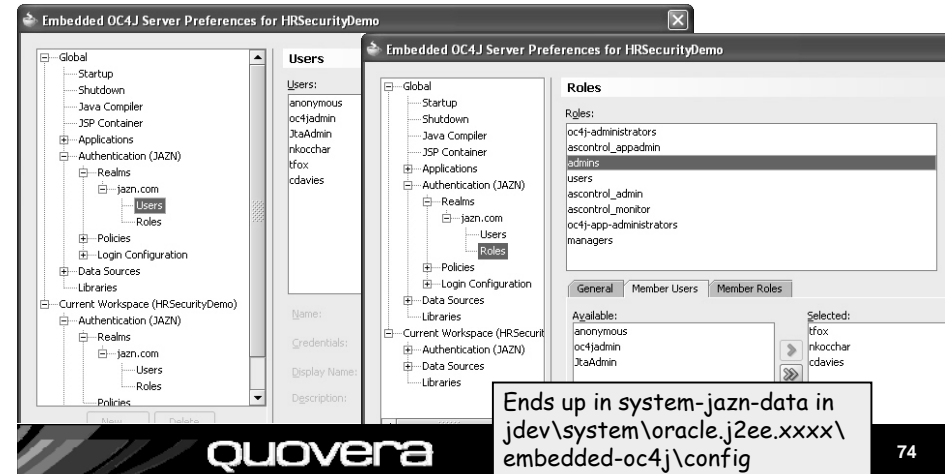 Embedded OC4J Server Preferences for HRSecurityDemo
Global
Startup
Shutdown
Java Compiler
JSP Container
Applications
Authentication (JAZN)
Realms
jazn.com
Users
Roles
Policies
Login Configuration
Data Sources
Libraries
Current Workspace (HRSecurityDemo)
Authentication (JAZN)
Realms
jazn.com
Users
Roles
Policies
New
Delete
Users
Users:
anonymous
oc4jadmin
JtaAdmin
nkocchar
tfox
cdavies
Name:
Credentials:
Display Name:
Description:
Embedded OC4J Server Preferences for HRSecurityDemo
Global
Startup
Shutdown
Java Compiler
JSP Container
Applications
Authentication (JAZN)
Realms
jazn.com
Users
Roles
Policies
Login Configuration
Data Sources
Libraries
Current Workspace (HRSecurit
Authentication (JAZN)
Data Sources
Libraries
Roles
Roles:
oc4j-administrators
ascontrol_appadmin
admins
users
ascontrol_admin
ascontrol_monitor
oc4j-app-administrators
managers
General Member Users Member Roles
Available:
anonymous
oc4jadmin
JtaAdmin
Selected:
tfox
nkocchar
cdavies
Ends up in system-jazn-data in
jdev\system\oracle.j2ee.xxxx\
embedded-oc4j\config
quovera
74